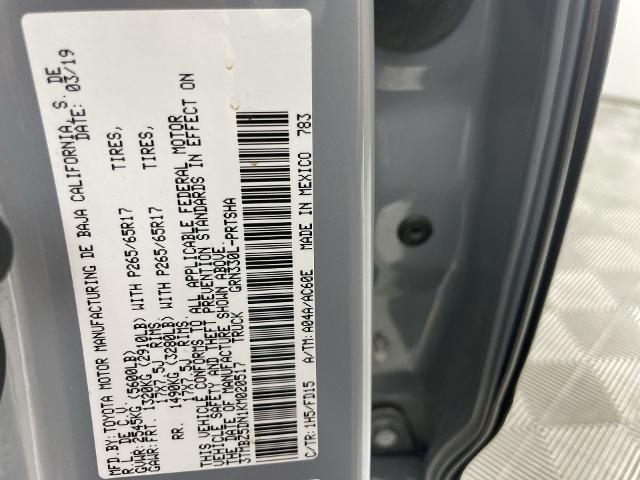 MFD.BY:TOYOTA MOTOR MANUFACTURING DE BAJA CALIFORNIA, S. DE
R.L. DE C.V. DATE: 03/19
GVWR:2545KG(5600LB)
GAWR:FRT. 1320KG(2910LB) WITH P265/65R17 TIRES,
17X7.5J RIMS
RR. 1490KG(3280LB) WITH P265/65R17 TIRES,
17X7.5J RIMS
THIS VEHICLE CONFORMS TO ALL APPLICABLE FEDERAL MOTOR
VEHICLE SAFETY AND THEFT PREVENTION STANDARDS IN EFFECT ON
THE DATE OF MANUFACTURE SHOWN ABOVE.
3TMBZ5DN1KM020517 TRUCK GRN330L-PRTSHA
C/TR:1H5/FD15 A/TM:A04A/AC60E MADE IN MEXICO 783